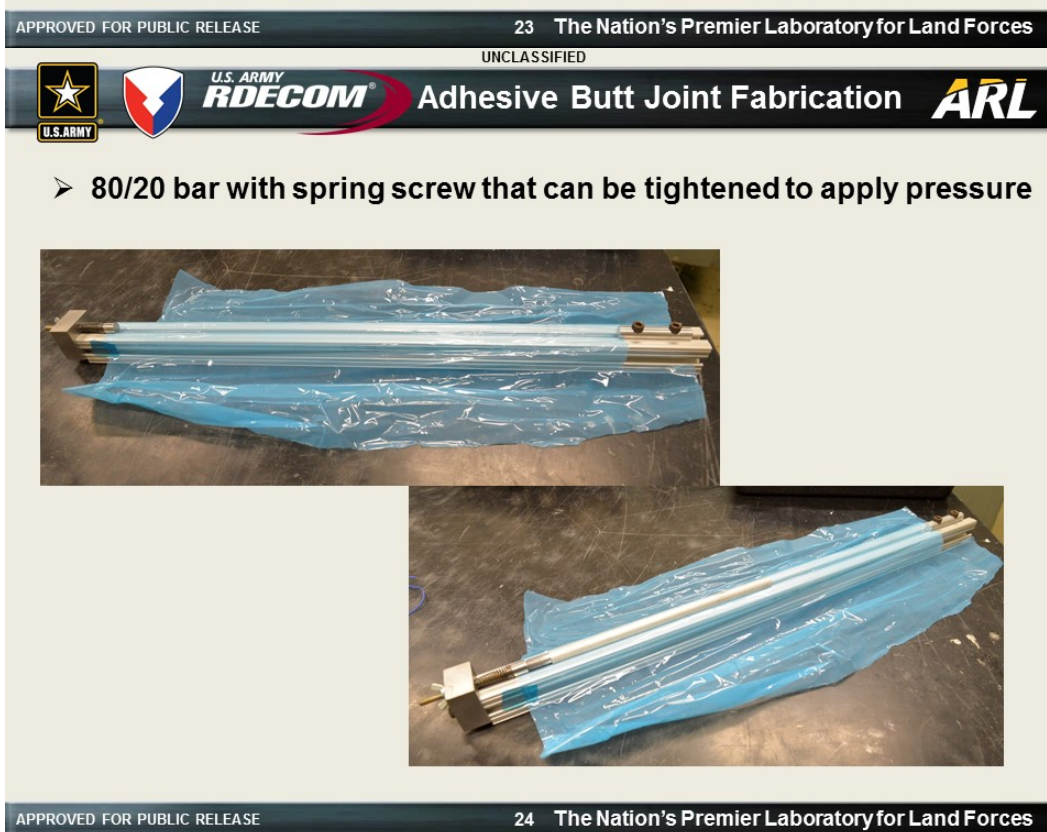 APPROVED FOR PUBLIC RELEASE 23 The Nation's Premier Laboratory for Land Forces
UNCLASSIFIED
U.S. ARMY
RDECOM® Adhesive Butt Joint Fabrication ARL
U.S.ARMY
➢ 80/20 bar with spring screw that can be tightened to apply pressure
APPROVED FOR PUBLIC RELEASE 24 The Nation's Premier Laboratory for Land Forces